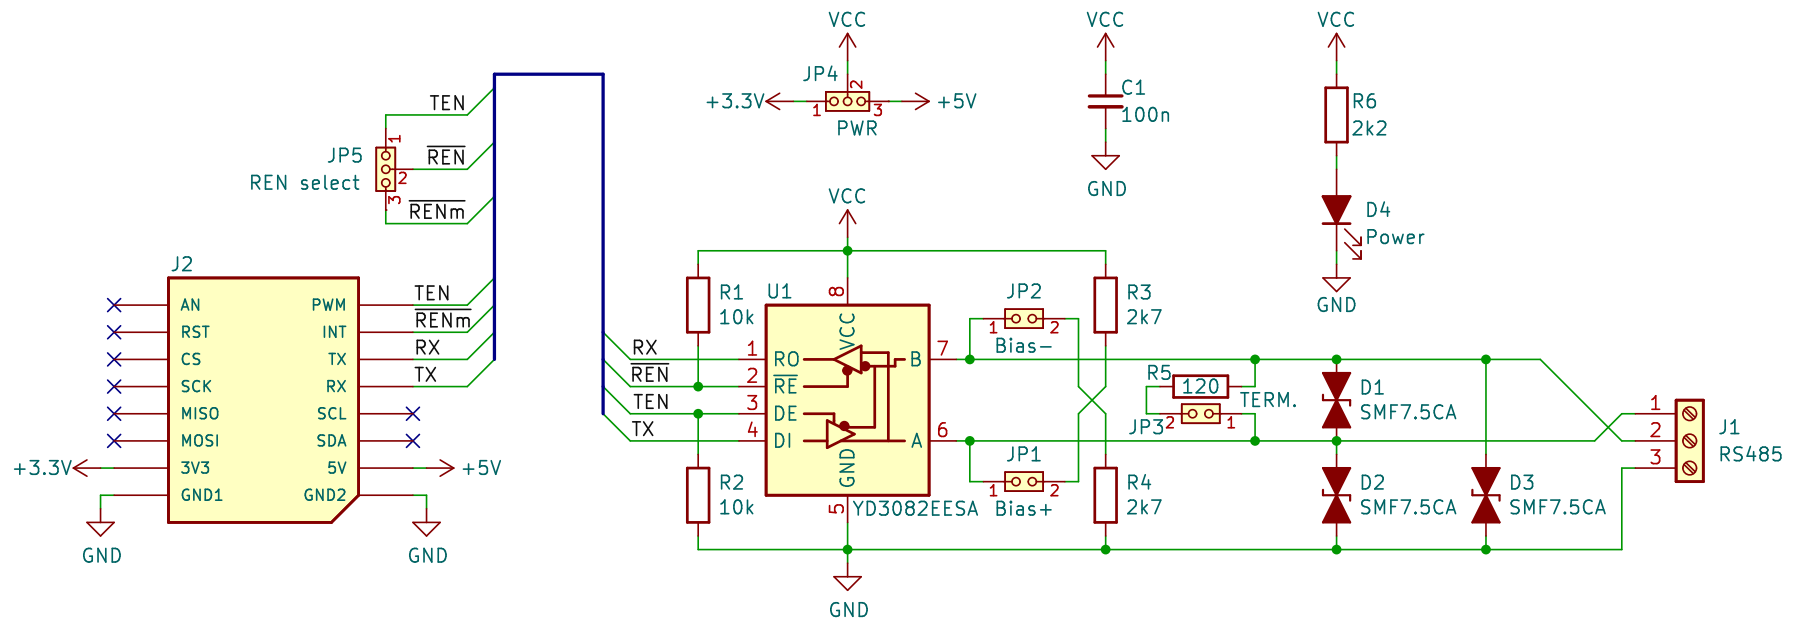 VCC
VCC
VCC
JP4
2
+3.3V
1
3
+5V
PWR
C1
100n
GND
R6
2k2
D4
Power
GND
TEN
1
REN
JP5
REN select
2
3
RENm
J2
AN
RST
CS
SCK
MISO
MOSI
3V3
GND1
PWM
INT
TX
RX
SCL
SDA
5V
GND2
TEN
RENm
RX
TX
+3.3V
+5V
GND
GND
VCC
R1
10k
R2
10k
RX
REN
TEN
TX
U1
8
VCC
1
RO
2
RE
3
DE
4
DI
7
B
6
A
GND
5
YD3082EESA
GND
JP2
1
2
Bias-
JP1
1
2
Bias+
R3
2k7
R4
2k7
R5
120
TERM.
JP3
2
1
D1
SMF7.5CA
D2
SMF7.5CA
D3
SMF7.5CA
1
2
3
J1
RS485